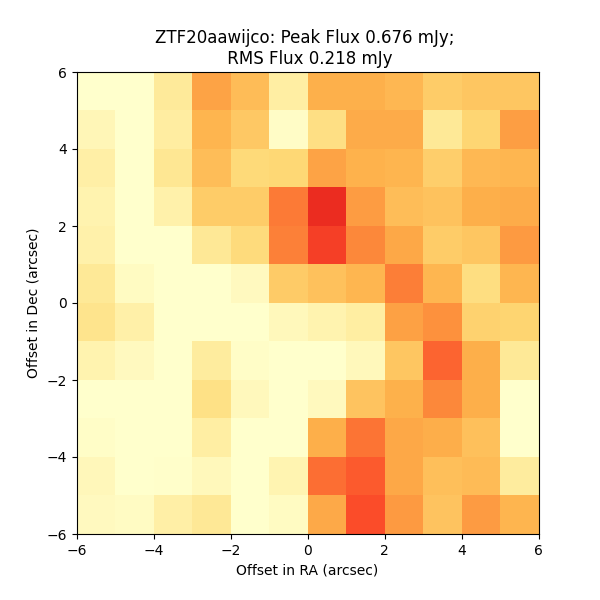 ZTF20aawijco: Peak Flux 0.676 mJy;
RMS Flux 0.218 mJy
6
4
2
0
−2
−4
−6
Offset in Dec (arcsec)
−6 −4 −2 0 2 4 6
Offset in RA (arcsec)